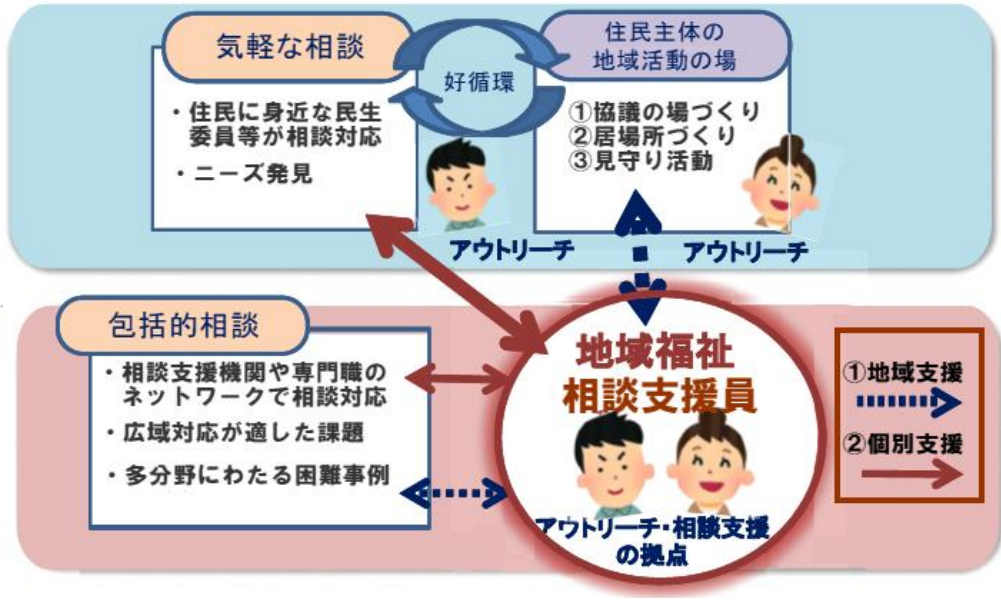 気軽な相談
・住民に身近な民生
委員等が相談対応
・ニーズ発見
好循環
住民主体の
地域活動の場
①協議の場づくり
②居場所づくり
③見守り活動
アウトリーチ
アウトリーチ
包括的相談
・相談支援機関や専門職の
ネットワークで相談対応
・広域対応が適した課題
・多分野にわたる困難事例
地域福祉
相談支援員
アウトリーチ・相談支援
の拠点
①地域支援
②個別支援